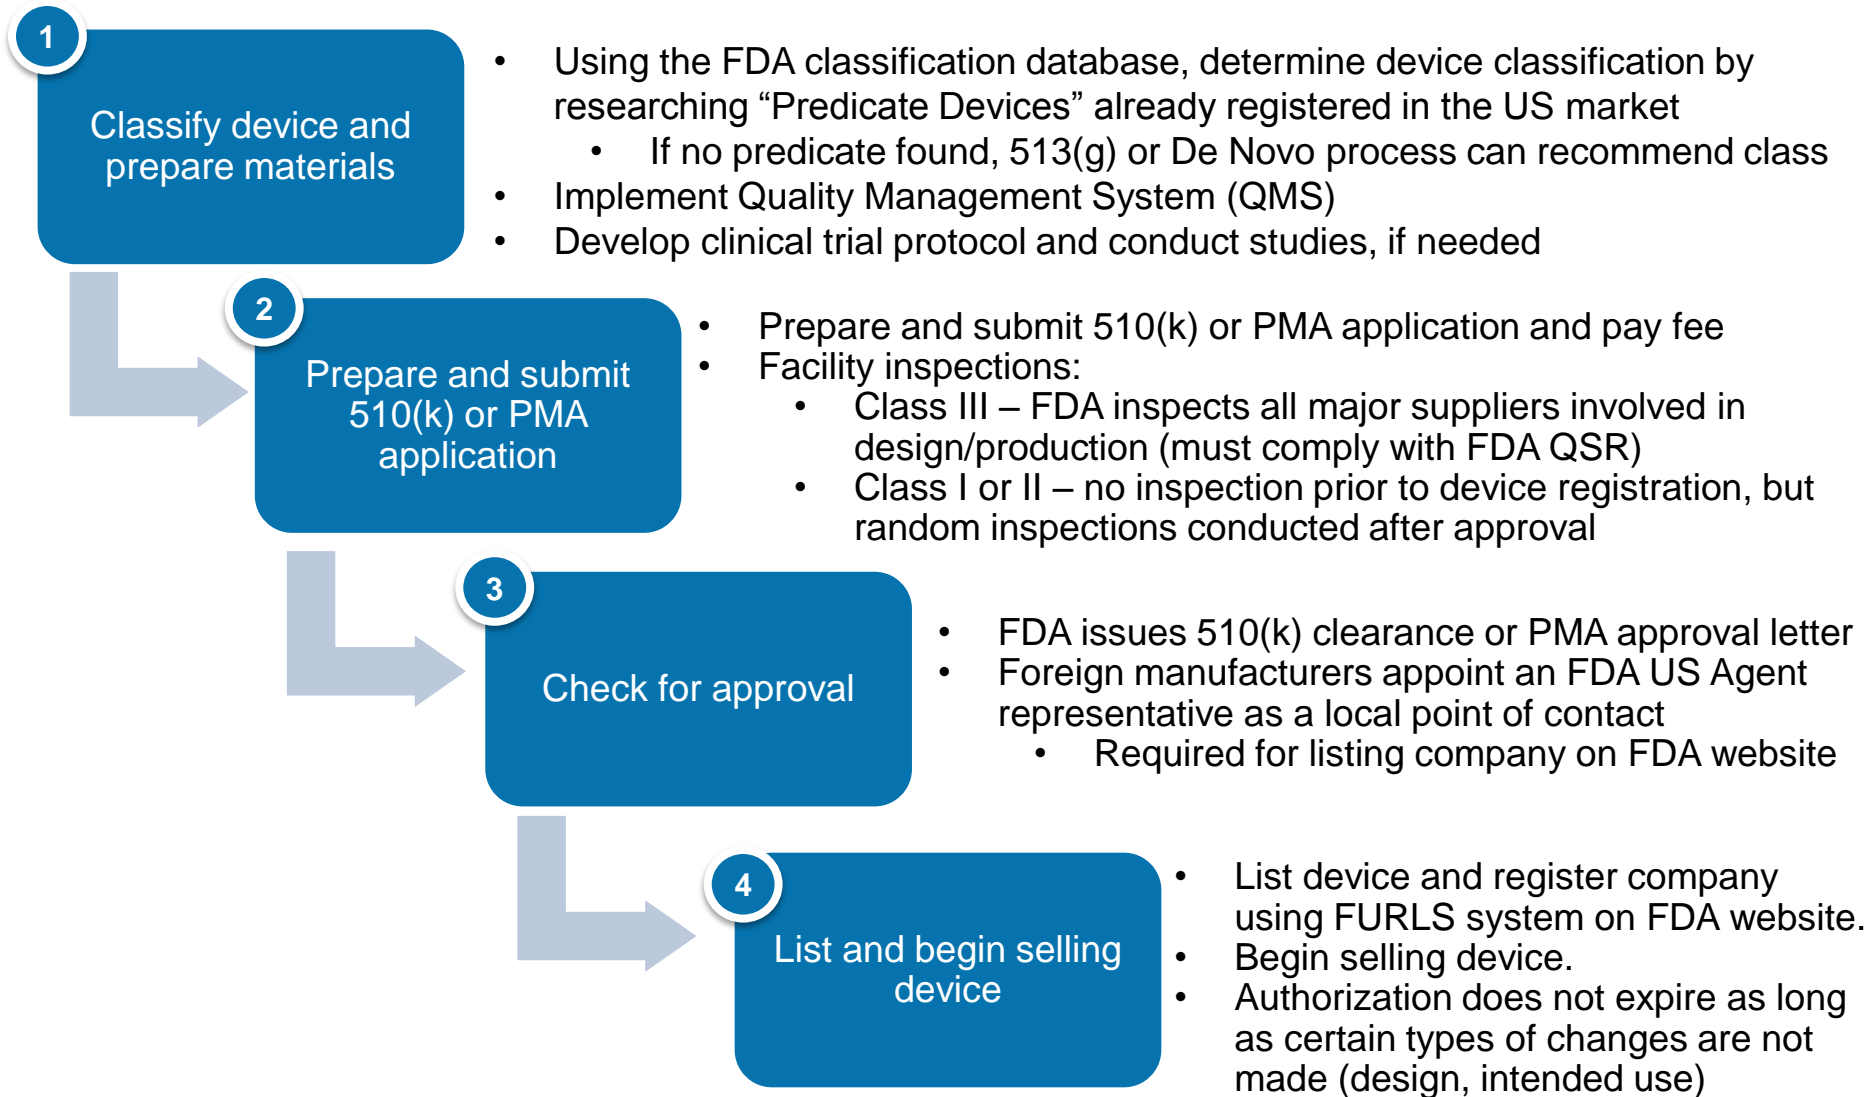 1
Classify device and
prepare materials
• Using the FDA classification database, determine device classification by
researching “Predicate Devices” already registered in the US market
• If no predicate found, 513(g) or De Novo process can recommend class
• Implement Quality Management System (QMS)
• Develop clinical trial protocol and conduct studies, if needed
2
Prepare and submit
510(k) or PMA
application
• Prepare and submit 510(k) or PMA application and pay fee
• Facility inspections:
• Class III – FDA inspects all major suppliers involved in
design/production (must comply with FDA QSR)
• Class I or II – no inspection prior to device registration, but
random inspections conducted after approval
3
Check for approval
• FDA issues 510(k) clearance or PMA approval letter
• Foreign manufacturers appoint an FDA US Agent
representative as a local point of contact
• Required for listing company on FDA website
4
List and begin selling
device
• List device and register company
using FURLS system on FDA website.
• Begin selling device.
• Authorization does not expire as long
as certain types of changes are not
made (design, intended use)